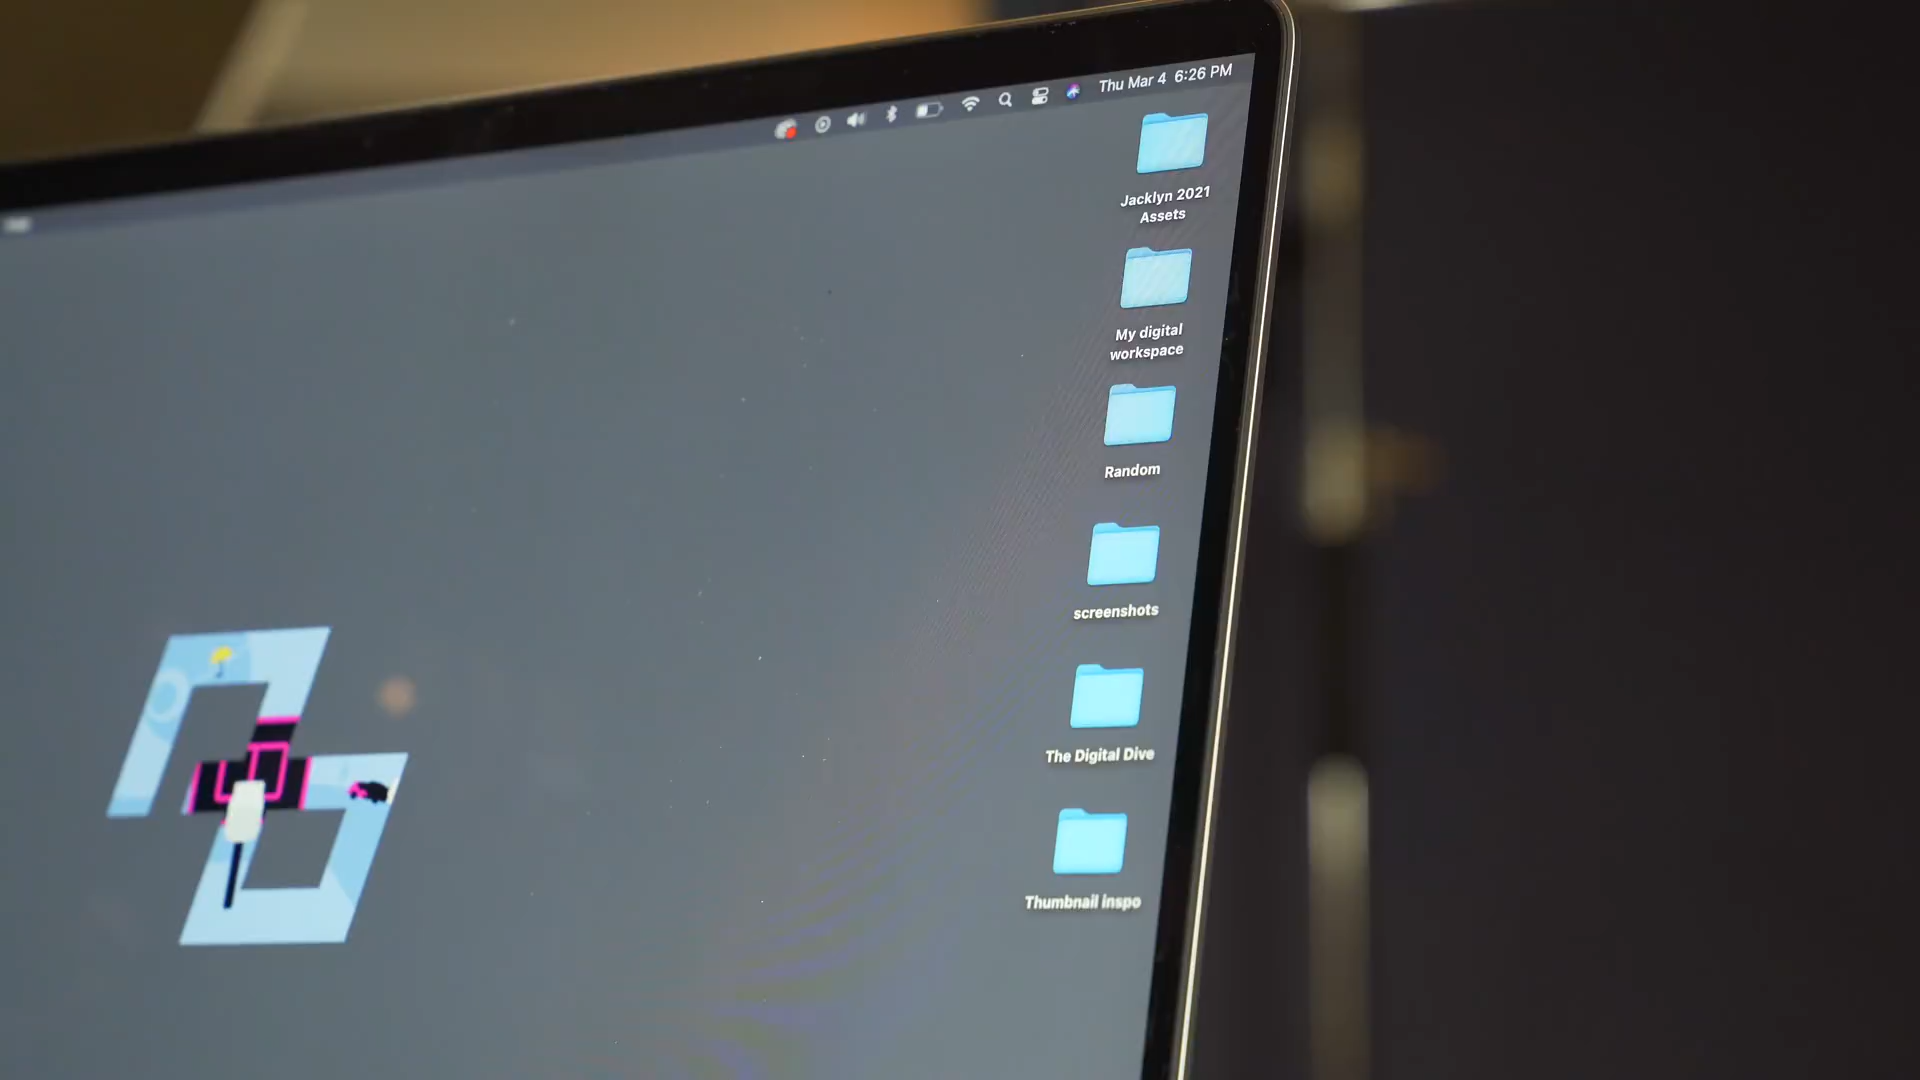 Thu Mar 4 6:26 PM
Jacklyn 2021
Assets
My digital
workspace
Random
screenshots
The Digital Dive
Thumbnail inspo